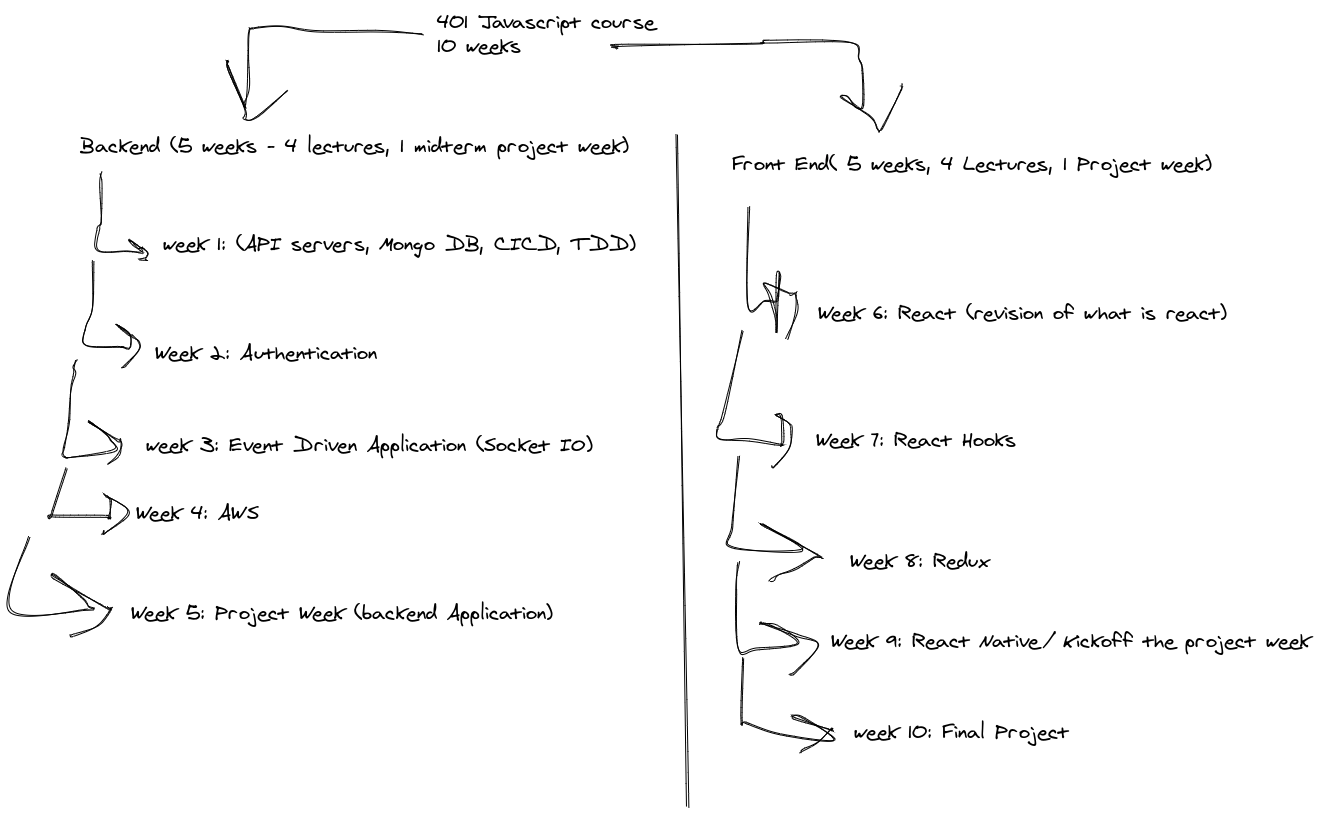 401 Javascript course
10 weeks
Backend (5 weeks - 4 lectures, 1 midterm project week)
week 1: (API servers, Mongo DB, CICD, TDD)
Week 2: Authentication
week 3: Event Driven Application (Socket IO)
Week 4: AWS
Week 5: Project Week (backend Application)
Front End( 5 weeks, 4 Lectures, 1 Project week)
Week 6: React (revision of what is react)
Week 7: React Hooks
Week 8: Redux
Week 9: React Native/ Kickoff the project week
week 10: Final Project